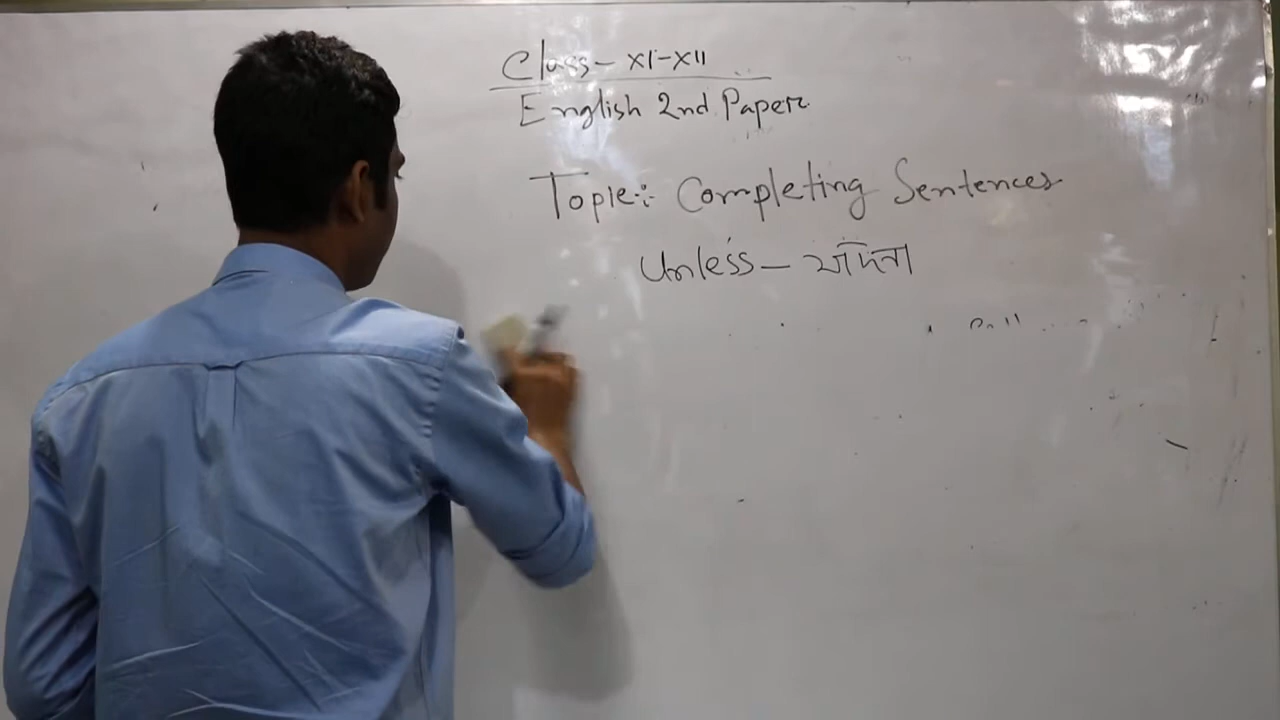 Class - XI-XII
English 2nd Paper
Topic: Completing Sentences
Unless - যদিনা